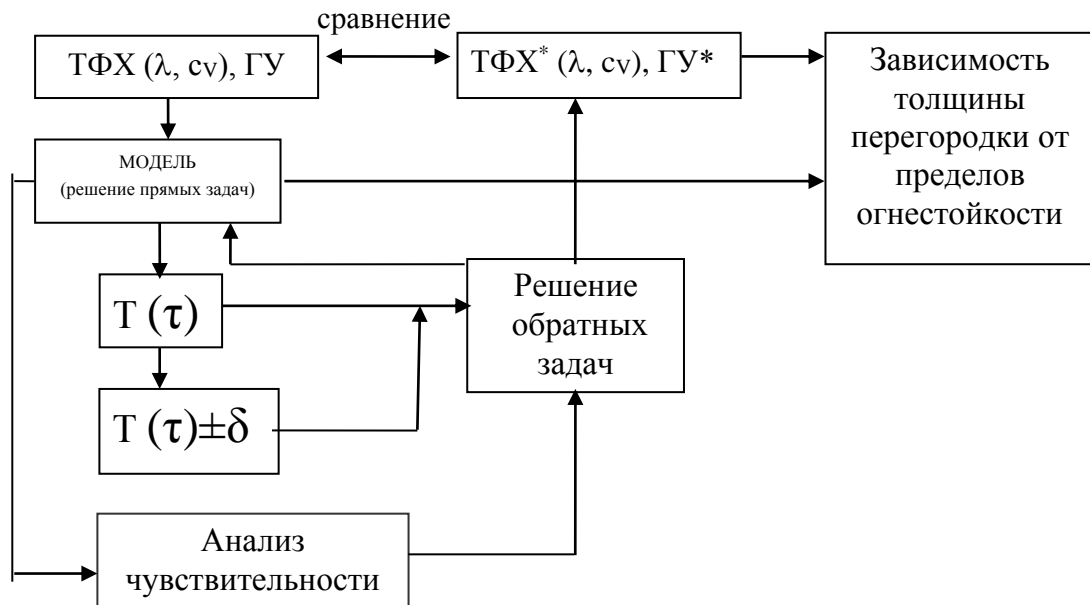 сравнение
ТФХ (λ, cv), ГУ
ТФХ* (λ, cv), ГУ*
Зависимость
толщины
перегородки от
пределов
огнестойкости
МОДЕЛЬ
(решение прямых задач)
Т (τ)
Решение
обратных
задач
Т (τ)±δ
Анализ
чувствительности